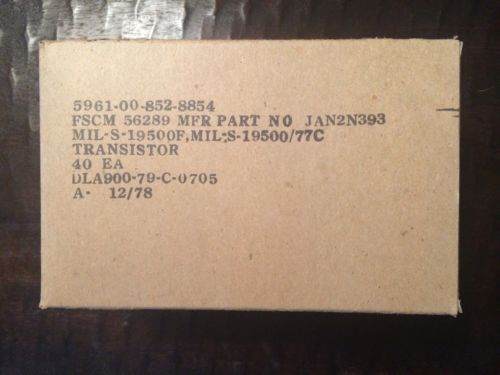 5961-00-852-8854
FSCM 56289 MFR PART NO JAN2N393
MIL-S-19500F,MIL-S-19500/77C
TRANSISTOR
40 EA
DLA900-79-C-0705
A- 12/78